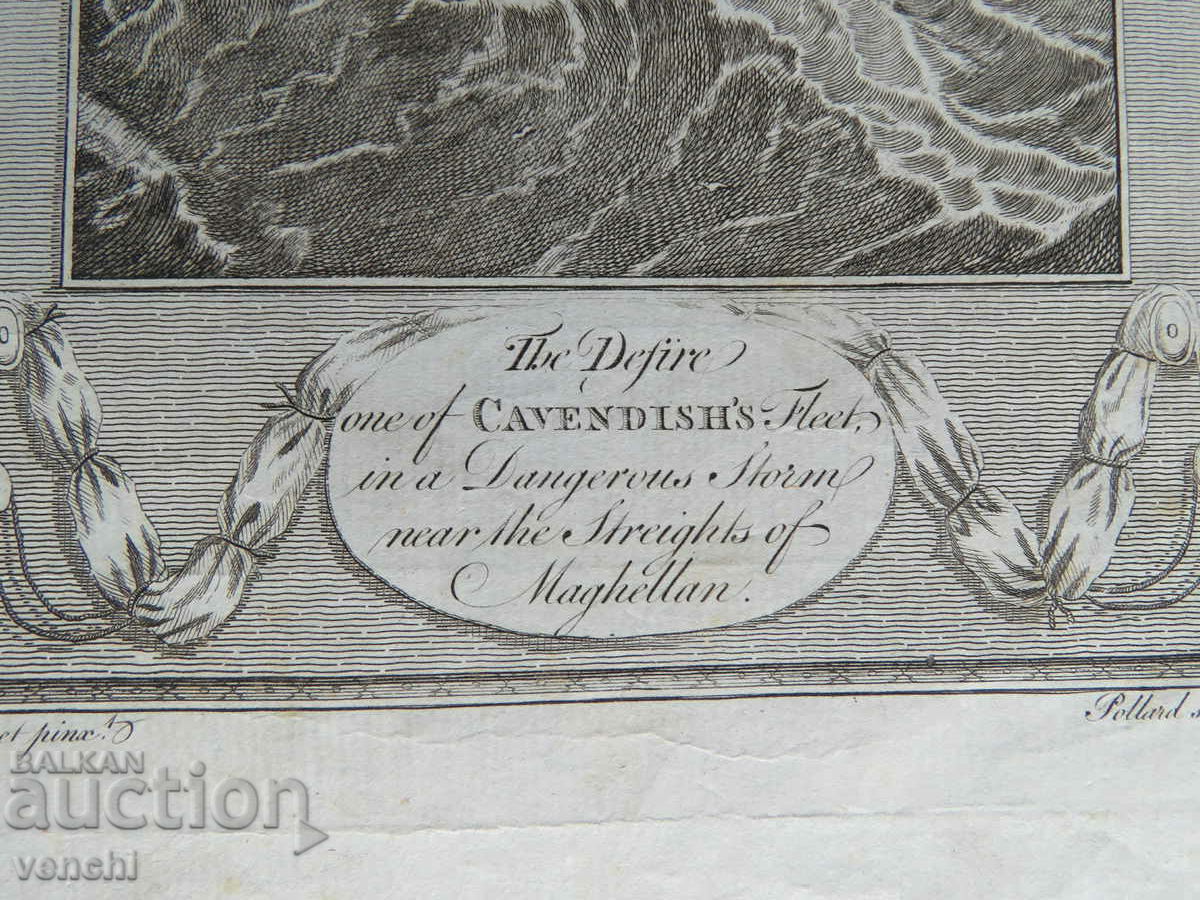 The Deſire
one of CAVENDISH'S Fleet,
in a Dangerous Storm
near the Streights of
Maghellan.
et pinx.t
Pollard s
BALKAN
auction
venchi